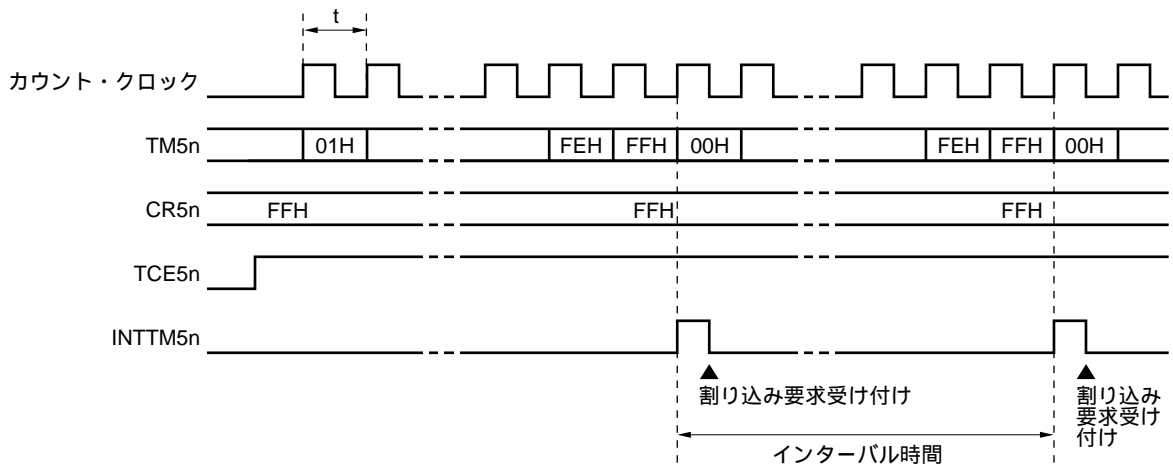 t
カウント・クロック
TM5n
01H
FEH
FFH
00H
FEH
FFH
00H
CR5n
FFH
FFH
FFH
TCE5n
INTTM5n
割り込み要求受け付け
割り込み
要求受け
付け
インターバル時間